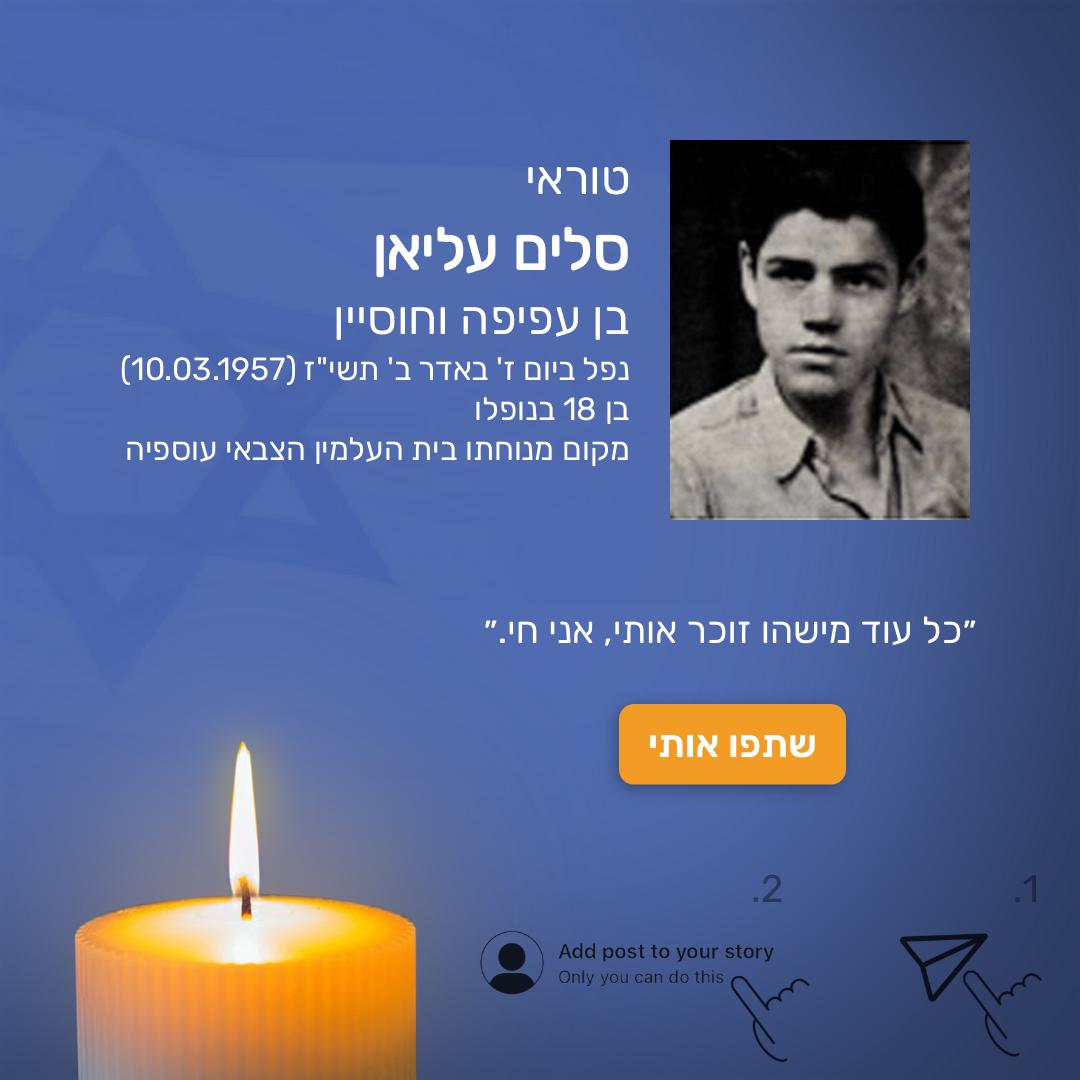 טוראי
סלים עליאן
בן עפיפה וחוסיין
נפל ביום ז' באדר ב' תשי"ז (10.03.1957)
בן 18 בנופלו
מקום מנוחתו בית העלמין הצבאי עוספיה
״כל עוד מישהו זוכר אותי, אני חי.״
שתפו אותי
1.
2.
Add post to your story
Only you can do this